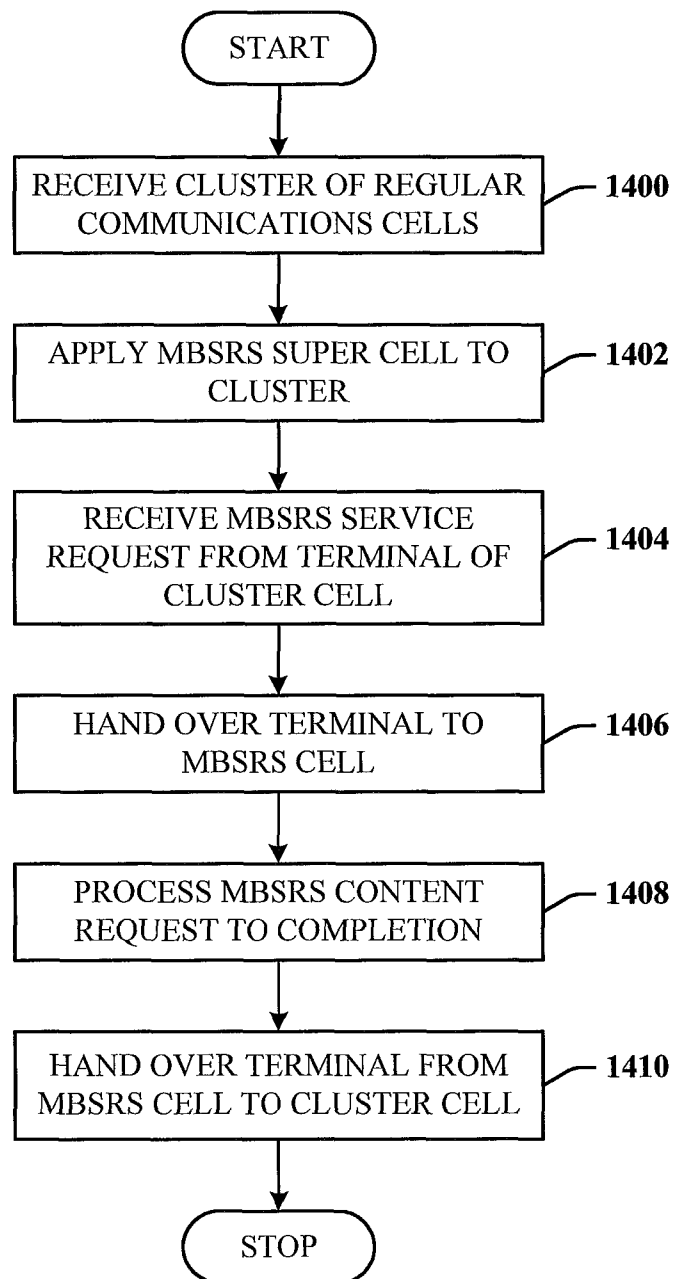 START
RECEIVE CLUSTER OF REGULAR
COMMUNICATIONS CELLS
1400
APPLY MBSRS SUPER CELL TO
CLUSTER
1402
RECEIVE MBSRS SERVICE
REQUEST FROM TERMINAL OF
CLUSTER CELL
1404
HAND OVER TERMINAL TO
MBSRS CELL
1406
PROCESS MBSRS CONTENT
REQUEST TO COMPLETION
1408
HAND OVER TERMINAL FROM
MBSRS CELL TO CLUSTER CELL
1410
STOP